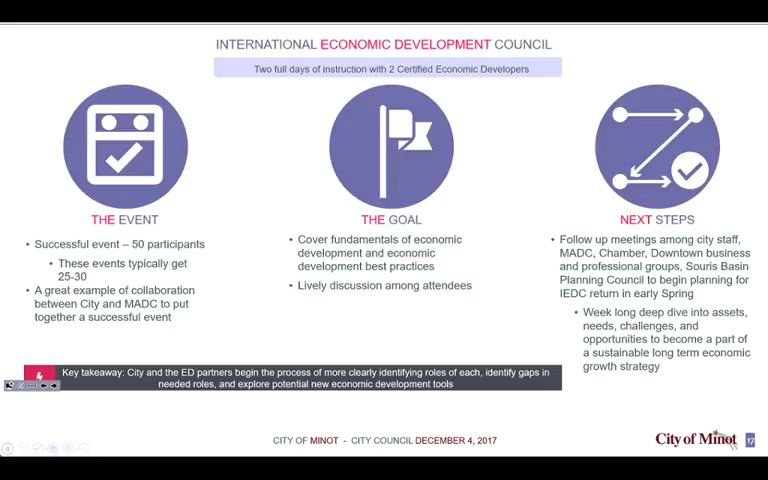 INTERNATIONAL ECONOMIC DEVELOPMENT COUNCIL
Two full days of instruction with 2 Certified Economic Developers
THE EVENT
• Successful event – 50 participants
• These events typically get
25-30
• A great example of collaboration
between City and MADC to put
together a successful event
THE GOAL
• Cover fundamentals of economic
development and economic
development best practices
• Lively discussion among attendees
NEXT STEPS
• Follow up meetings among city staff,
MADC, Chamber, Downtown business
and professional groups, Souris Basin
Planning Council to begin planning for
IEDC return in early Spring
• Week long deep dive into assets,
needs, challenges, and
opportunities to become a part of
a sustainable long term economic
growth strategy
Key takeaway: City and the ED partners begin the process of more clearly identifying roles of each, identify gaps in
needed roles, and explore potential new economic development tools
CITY OF MINOT - CITY COUNCIL DECEMBER 4, 2017
City of Minot
17